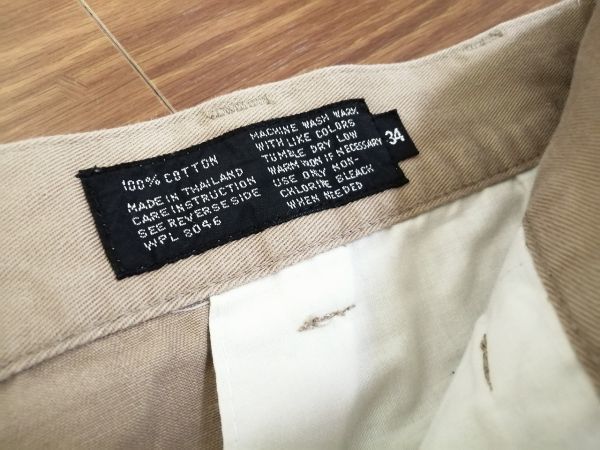 100% COTTON
MADE IN THAILAND
CARE INSTRUCTION
SEE REVERSE SIDE
WPL 8046
MACHINE WASH WARM
WITH LIKE COLORS
TUMBLE DRY LOW
WARM IRON IF NECESSARY
USE ONLY NON-
CHLORINE BLEACH
WHEN NEEDED
34